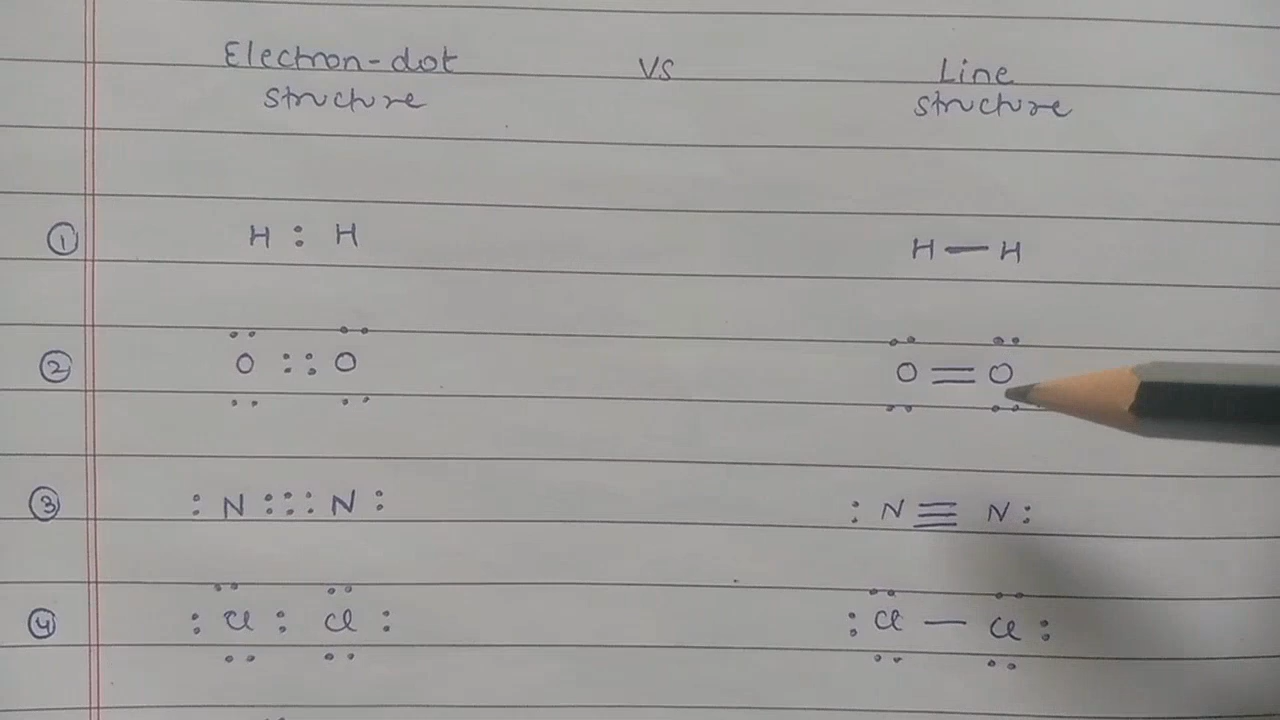 Electron-dot structure VS Line structure
① H : H H — H
② O :: O O = O
③ : N ::: N : : N ≡ N :
④ : Cl : Cl : : Cl — Cl :